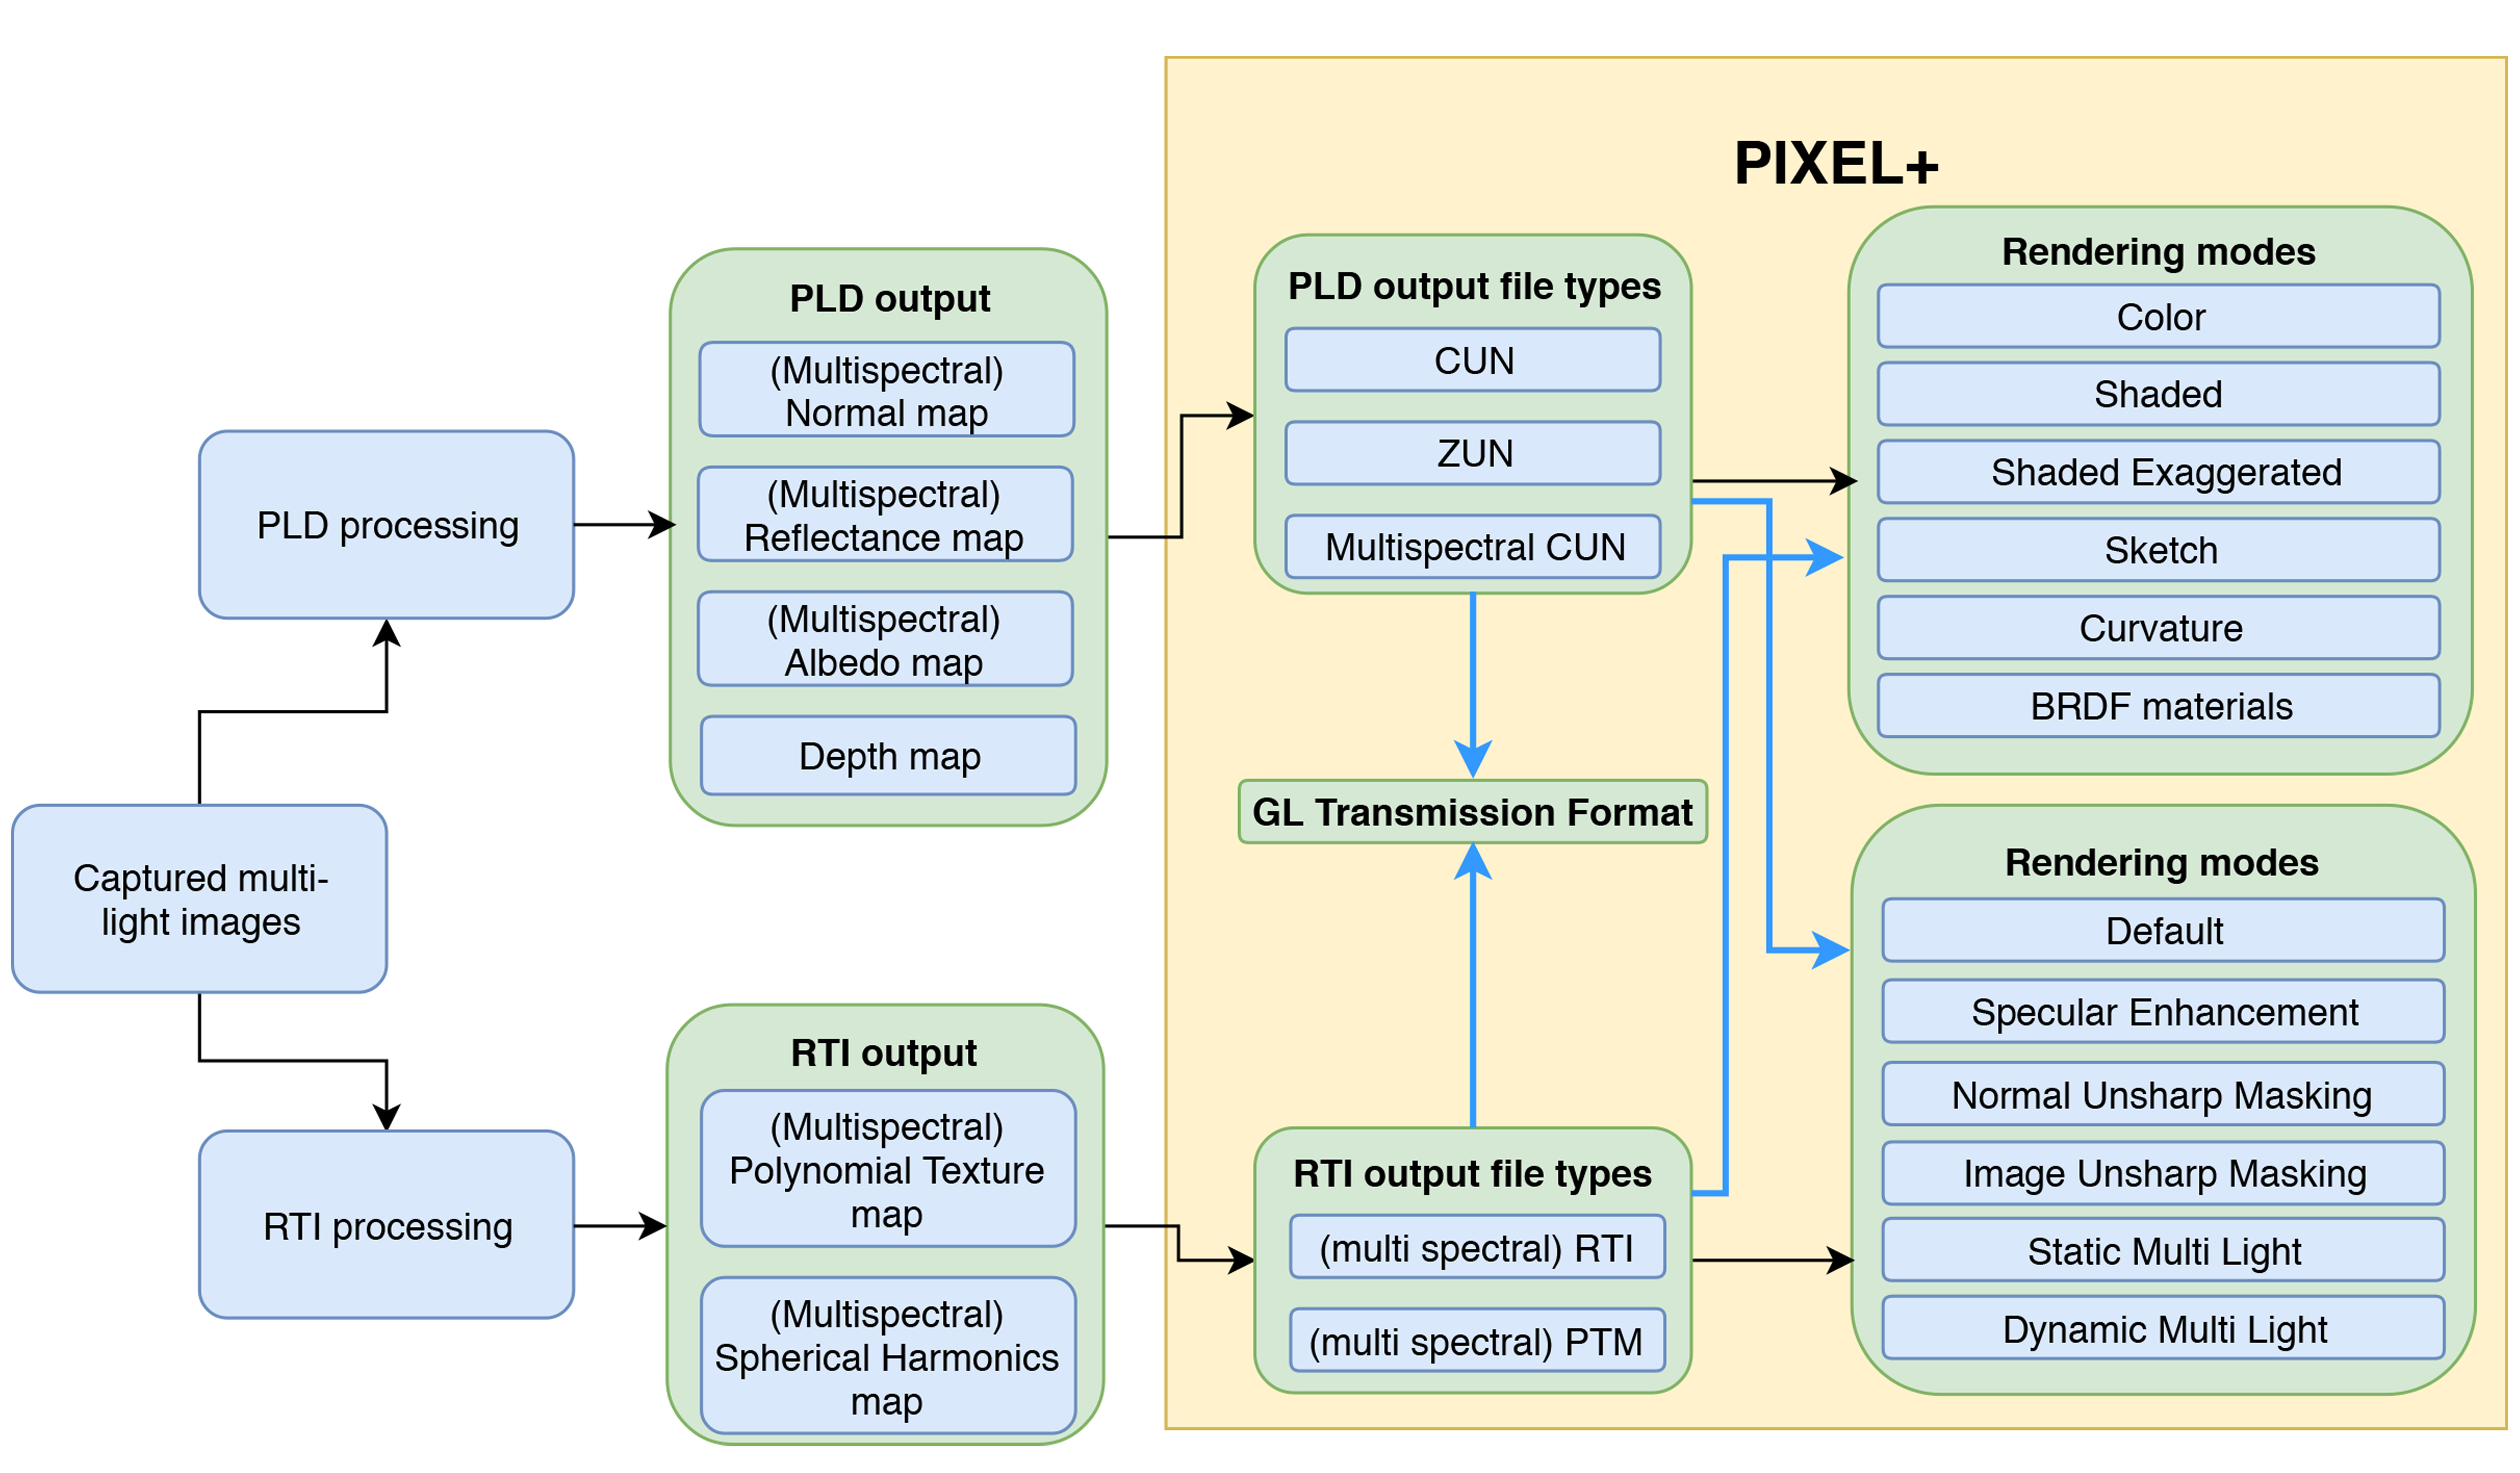 PIXEL+
Captured multi-
light images
PLD processing
PLD output
(Multispectral)
Normal map
(Multispectral)
Reflectance map
(Multispectral)
Albedo map
Depth map
PLD output file types
CUN
ZUN
Multispectral CUN
Rendering modes
Color
Shaded
Shaded Exaggerated
Sketch
Curvature
BRDF materials
GL Transmission Format
RTI processing
RTI output
(Multispectral)
Polynomial Texture
map
(Multispectral)
Spherical Harmonics
map
RTI output file types
(multi spectral) RTI
(multi spectral) PTM
Rendering modes
Default
Specular Enhancement
Normal Unsharp Masking
Image Unsharp Masking
Static Multi Light
Dynamic Multi Light